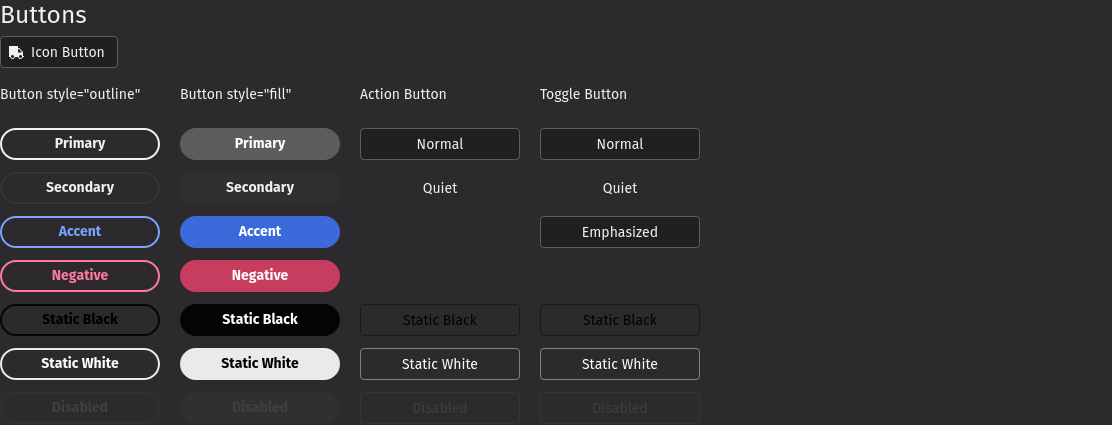 Buttons
Icon Button
Button style="outline" Button style="fill" Action Button Toggle Button
Primary Primary Normal Normal
Secondary Secondary Quiet Quiet
Accent Accent Emphasized
Negative Negative
Static Black Static Black Static Black Static Black
Static White Static White Static White Static White
Disabled Disabled Disabled Disabled